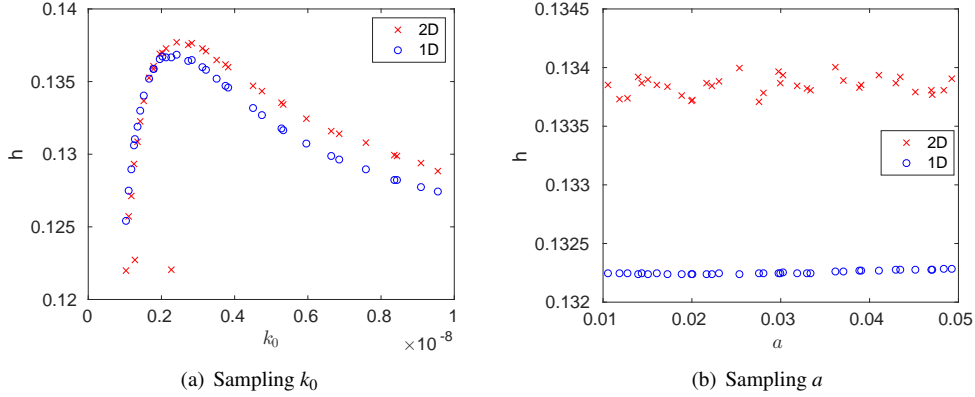 0.14
0.135
0.13
0.125
0.12
h
0 0.2 0.4 0.6 0.8 1
k0
×10-8
2D
1D
(a) Sampling k0
0.1345
0.134
0.1335
0.133
0.1325
0.132
h
0.01 0.02 0.03 0.04 0.05
a
2D
1D
(b) Sampling a